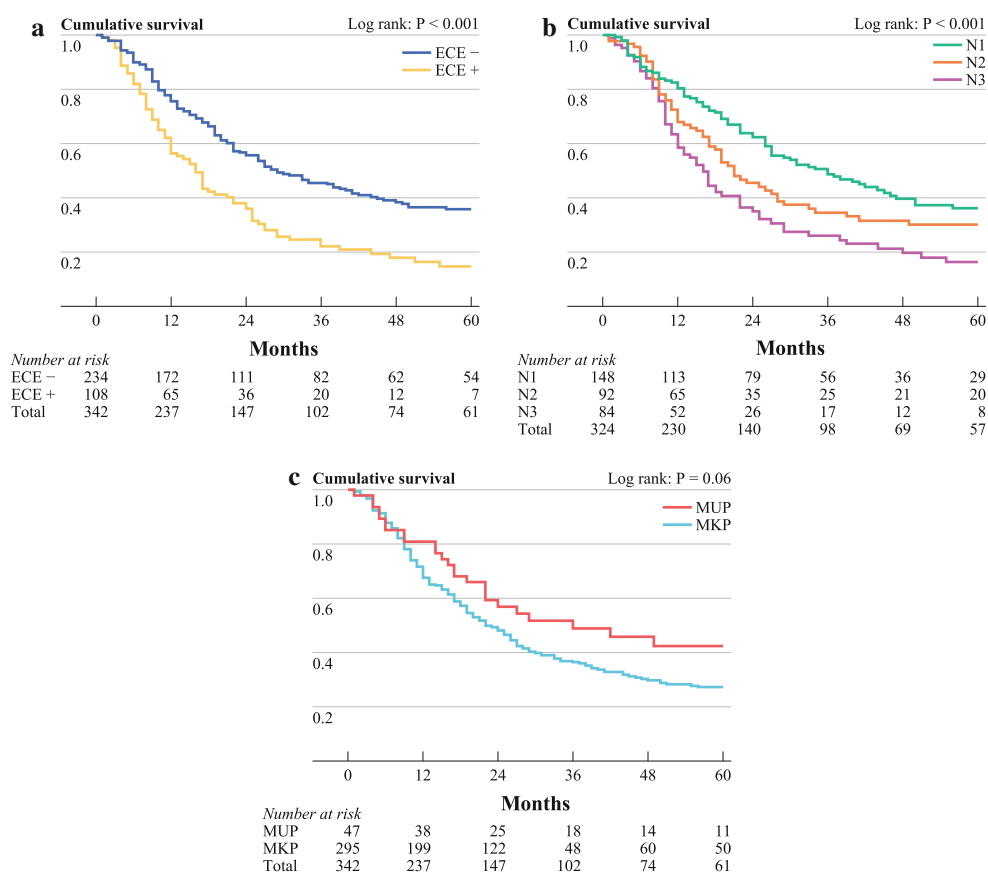 a Cumulative survival Log rank: P < 0.001
1.0
ECE −
ECE +
0.8
0.6
0.4
0.2
0 12 24 36 48 60
Months
Number at risk
ECE − 234 172 111 82 62 54
ECE + 108 65 36 20 12 7
Total 342 237 147 102 74 61
b Cumulative survival Log rank: P < 0.001
1.0
N1
N2
N3
0.8
0.6
0.4
0.2
0 12 24 36 48 60
Months
Number at risk
N1 148 113 79 56 36 29
N2 92 65 35 25 21 20
N3 84 52 26 17 12 8
Total 324 230 140 98 69 57
c Cumulative survival Log rank: P = 0.06
1.0
MUP
MKP
0.8
0.6
0.4
0.2
0 12 24 36 48 60
Months
Number at risk
MUP 47 38 25 18 14 11
MKP 295 199 122 48 60 50
Total 342 237 147 102 74 61